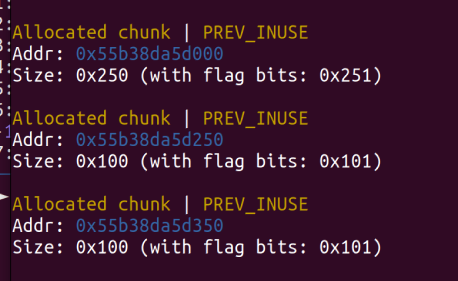 Allocated chunk | PREV_INUSE
Addr: 0x55b38da5d000
Size: 0x250 (with flag bits: 0x251)
Allocated chunk | PREV_INUSE
Addr: 0x55b38da5d250
Size: 0x100 (with flag bits: 0x101)
Allocated chunk | PREV_INUSE
Addr: 0x55b38da5d350
Size: 0x100 (with flag bits: 0x101)